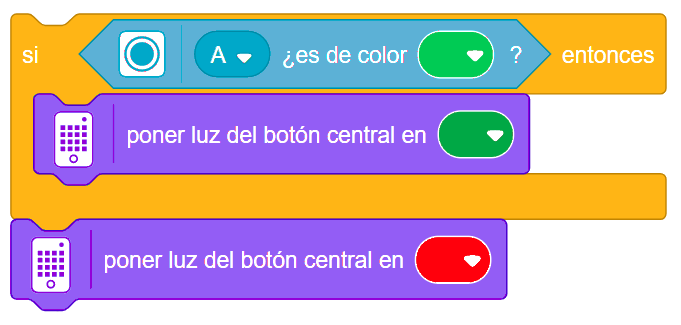 si A ¿es de color ? entonces
poner luz del botón central en
poner luz del botón central en